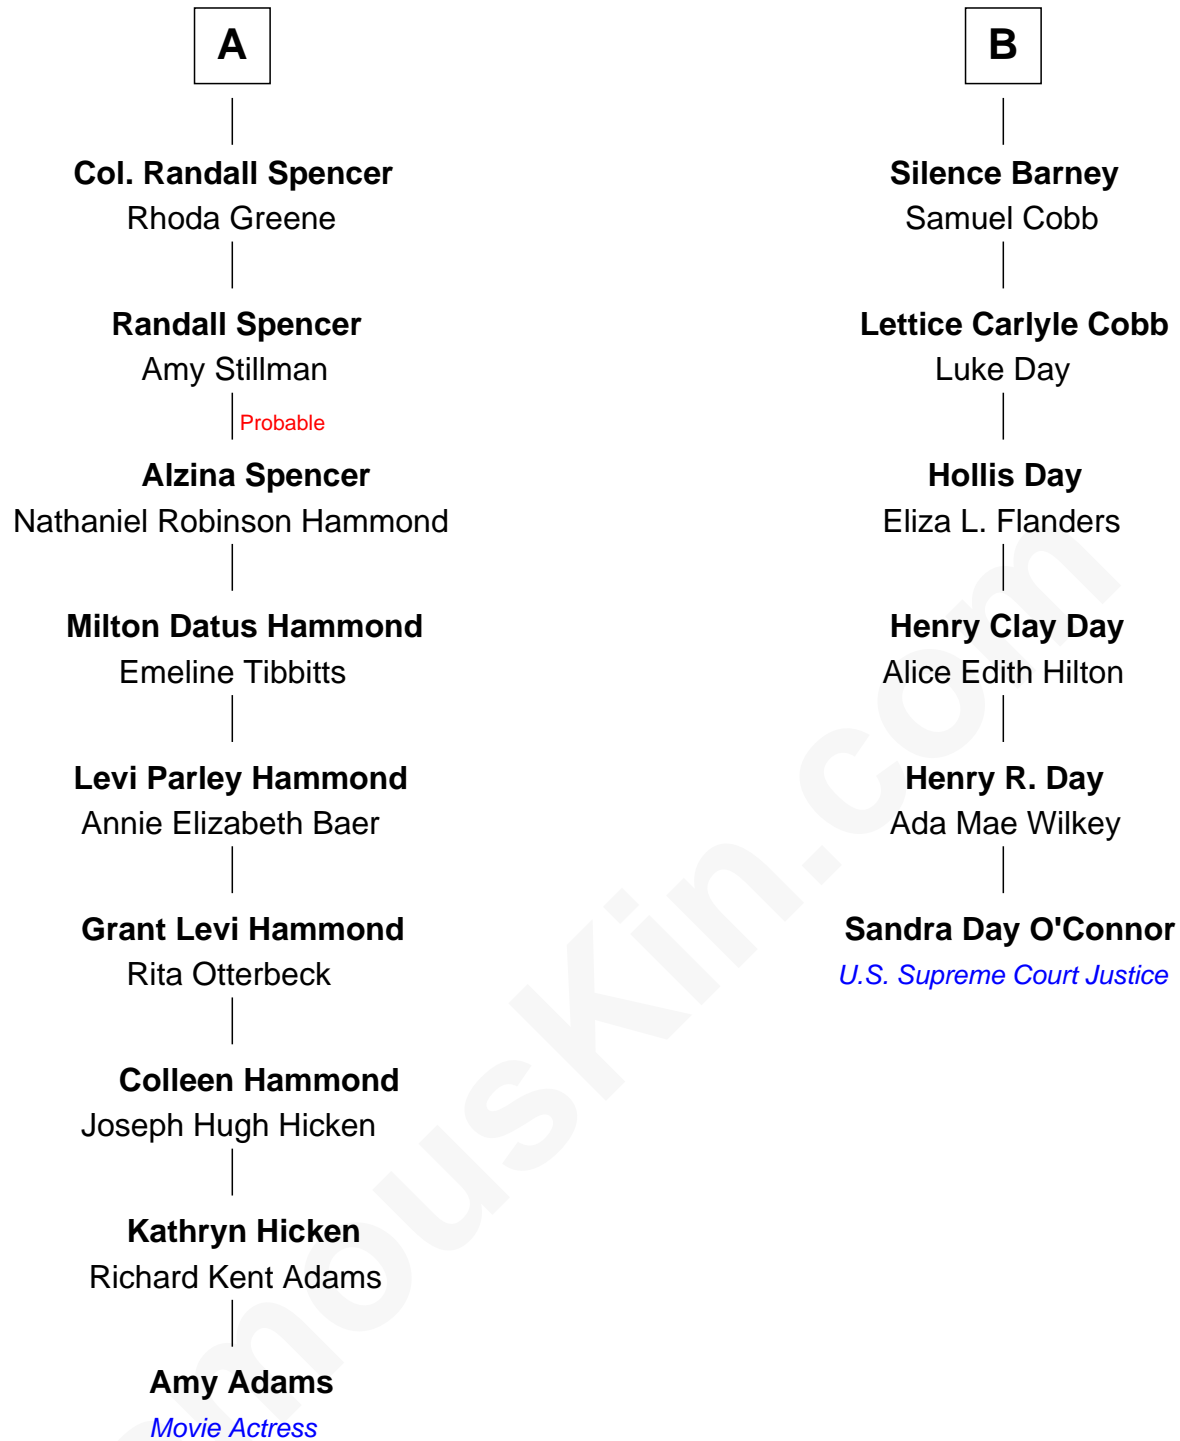 A
Col. Randall Spencer
Rhoda Greene
Randall Spencer
Amy Stillman
Probable
Alzina Spencer
Nathaniel Robinson Hammond
Milton Datus Hammond
Emeline Tibbitts
Levi Parley Hammond
Annie Elizabeth Baer
Grant Levi Hammond
Rita Otterbeck
Colleen Hammond
Joseph Hugh Hicken
Kathryn Hicken
Richard Kent Adams
Amy Adams
Movie Actress
B
Silence Barney
Samuel Cobb
Lettice Carlyle Cobb
Luke Day
Hollis Day
Eliza L. Flanders
Henry Clay Day
Alice Edith Hilton
Henry R. Day
Ada Mae Wilkey
Sandra Day O'Connor
U.S. Supreme Court Justice
mouskin.com